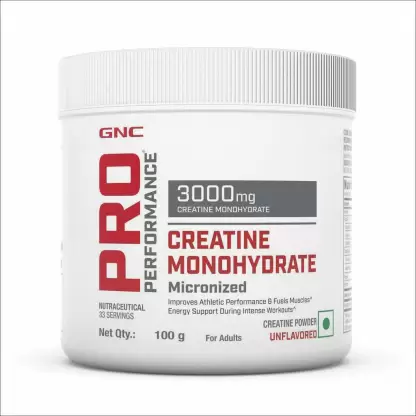 GNC
PRO
PERFORMANCE
3000mg
CREATINE MONOHYDRATE
CREATINE
MONOHYDRATE
Micronized
Improves Athletic Performance & Fuels Muscles^
Energy Support During Intense Workouts^
NUTRACEUTICAL
33 SERVINGS
CREATINE POWDER
UNFLAVORED
Net Qty.: 100 g
For Adults